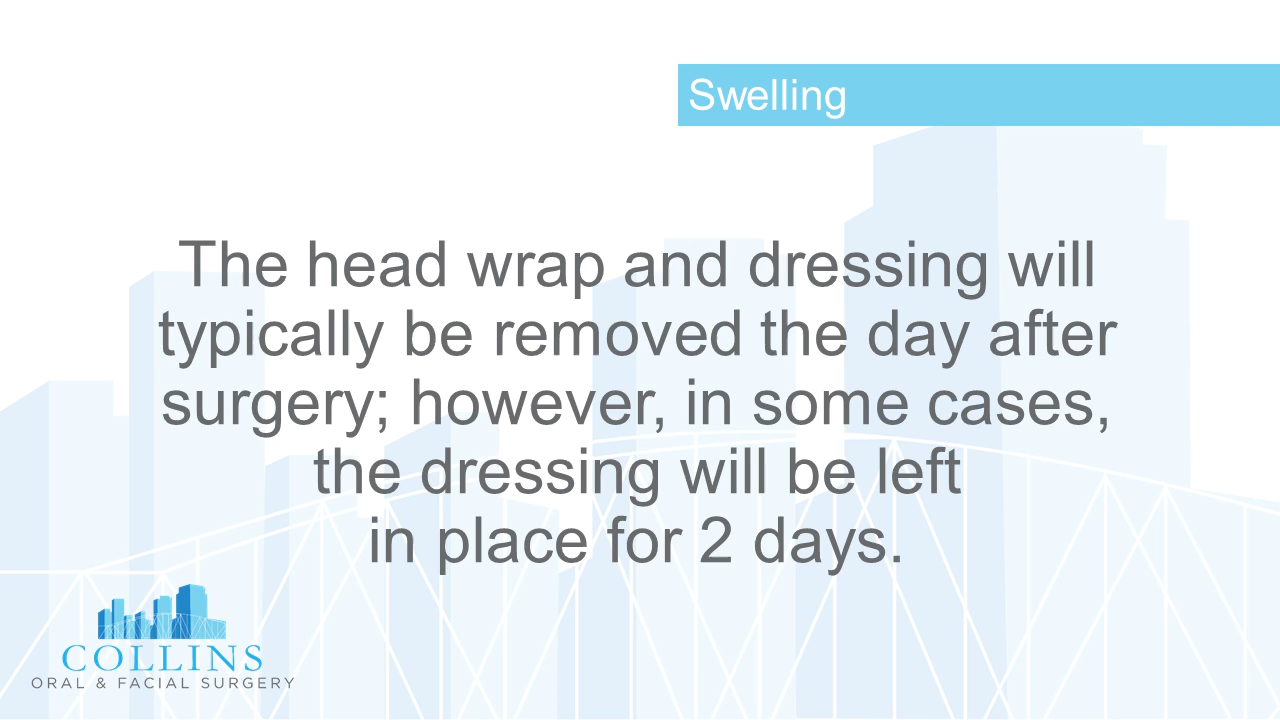 Swelling
The head wrap and dressing will
typically be removed the day after
surgery; however, in some cases,
the dressing will be left
in place for 2 days.
COLLINS
ORAL & FACIAL SURGERY